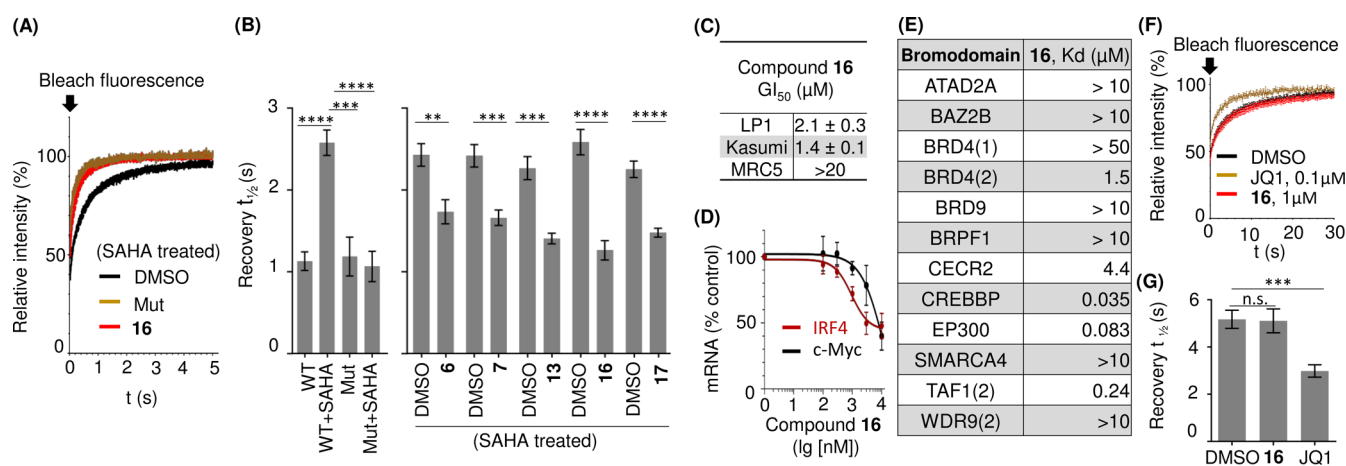 (A)
Bleach fluorescence
Relative intensity (%)
100
50
0
(SAHA treated)
DMSO
Mut
16
0 1 2 3 4 5
t (s)
(B)
Recovery t½ (s)
3
2
1
0
****
****
***
****
WT
WT+SAHA
Mut
Mut+SAHA
** *** *** **** ****
DMSO
6
DMSO
7
DMSO
13
DMSO
16
DMSO
17
(SAHA treated)
(C)
Compound 16
GI50 (µM)
LP1 2.1 ± 0.3
Kasumi 1.4 ± 0.1
MRC5 >20
(D)
mRNA (% control)
100
50
0
IRF4
c-Myc
0 1 2 3 4
Compound 16
(lg [nM])
(E)
Bromodomain 16, Kd (µM)
ATAD2A > 10
BAZ2B > 10
BRD4(1) > 50
BRD4(2) 1.5
BRD9 > 10
BRPF1 > 10
CECR2 4.4
CREBBP 0.035
EP300 0.083
SMARCA4 >10
TAF1(2) 0.24
WDR9(2) >10
(F)
Bleach fluorescence
Relative intensity (%)
100
50
0
DMSO
JQ1, 0.1µM
16, 1µM
0 10 20 30
t (s)
(G)
Recovery t ½ (s)
6
4
2
0
***
n.s.
DMSO 16 JQ1